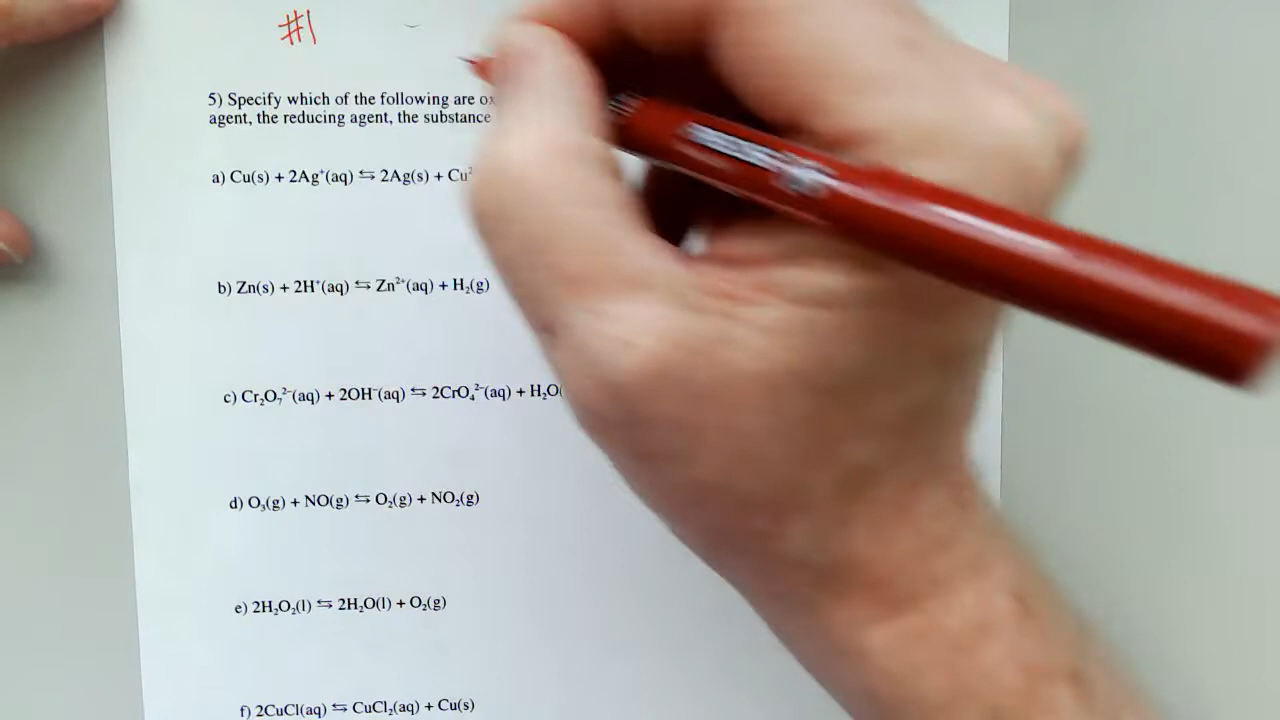 #1
5) Specify which of the following are
agent, the reducing agent, the substance
a) Cu(s) + 2Ag⁺(aq) ⇆ 2Ag(s) + Cu²
b) Zn(s) + 2H⁺(aq) ⇆ Zn²⁺(aq) + H₂(g)
c) Cr₂O₇²⁻(aq) + 2OH⁻(aq) ⇆ 2CrO₄²⁻(aq) + H₂O(
d) O₃(g) + NO(g) ⇆ O₂(g) + NO₂(g)
e) 2H₂O₂(l) ⇆ 2H₂O(l) + O₂(g)
f) 2CuCl(aq) ⇆ CuCl₂(aq) + Cu(s)